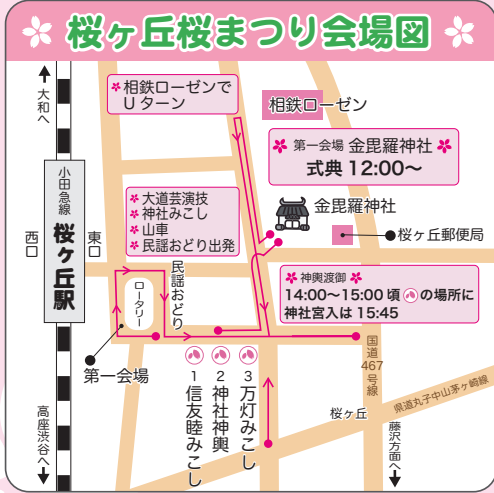 桜ヶ丘桜まつり会場図
大和へ
相鉄ローゼンで
Uターン
相鉄ローゼン
第一会場 金毘羅神社
式典 12:00〜
小田急線
桜ヶ丘駅
西口
東口
大道芸演技
神社みこし
山車
民謡おどり出発
金毘羅神社
桜ヶ丘郵便局
神輿渡御
14:00〜15:00 頃 の場所に
神社宮入は 15:45
民謡おどり
ロータリー
第一会場
1 信友睦みこし
2 神社神輿
3 万灯みこし
国道467号線
桜ヶ丘
県道丸子中山茅ヶ崎線
高座渋谷へ
藤沢方面へ